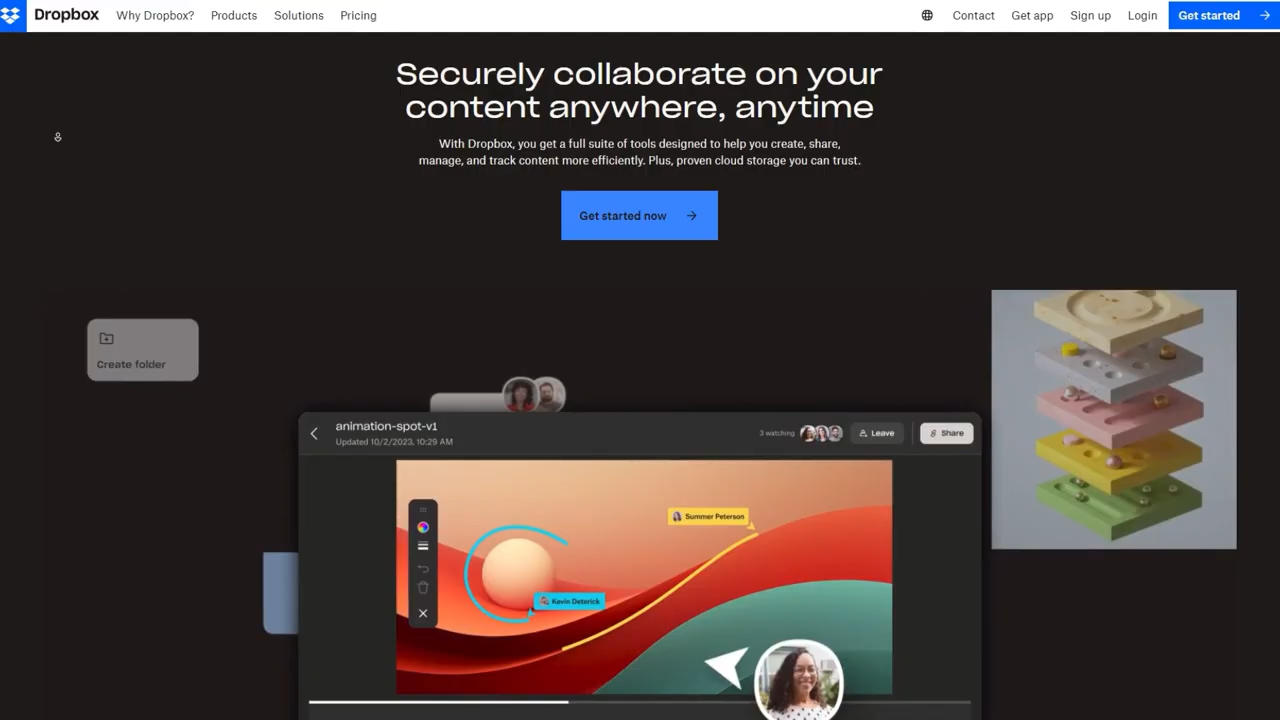 Dropbox
Why Dropbox?
Products
Solutions
Pricing
Contact
Get app
Sign up
Login
Get started
Securely collaborate on your
content anywhere, anytime
With Dropbox, you get a full suite of tools designed to help you create, share,
manage, and track content more efficiently. Plus, proven cloud storage you can trust.
Get started now
Create folder
animation-spot-v1
Updated 10/2/2023, 10:29 AM
3 watching
Leave
Share
Summer Peterson
Kevin Deterick